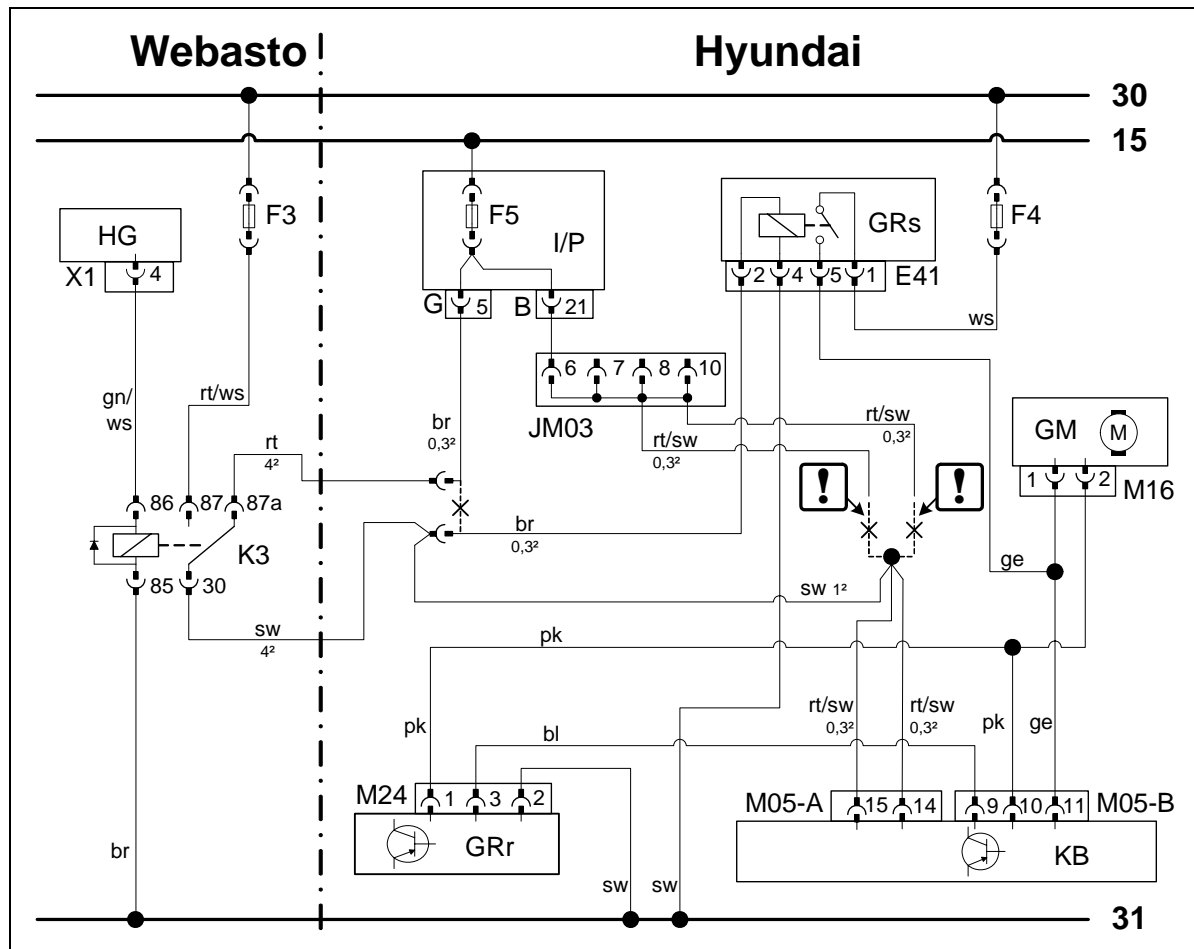 Webasto
Hyundai
30
15
F3
F5
GRs
F4
HG
I/P
X1
4
G
5
B
21
2
4
5
1
E41
ws
6
7
8
10
JM03
gn/
ws
rt/ws
br
0,3²
rt/sw
0,3²
rt/sw
0,3²
GM
M
1
2
M16
rt
4²
!
!
86
87
87a
K3
br
0,3²
ge
85
30
sw 1²
sw
4²
pk
pk
bl
rt/sw
0,3²
rt/sw
0,3²
pk
ge
M24
1
3
2
M05-A
15
14
9
10
11
M05-B
GRr
KB
br
sw
sw
31